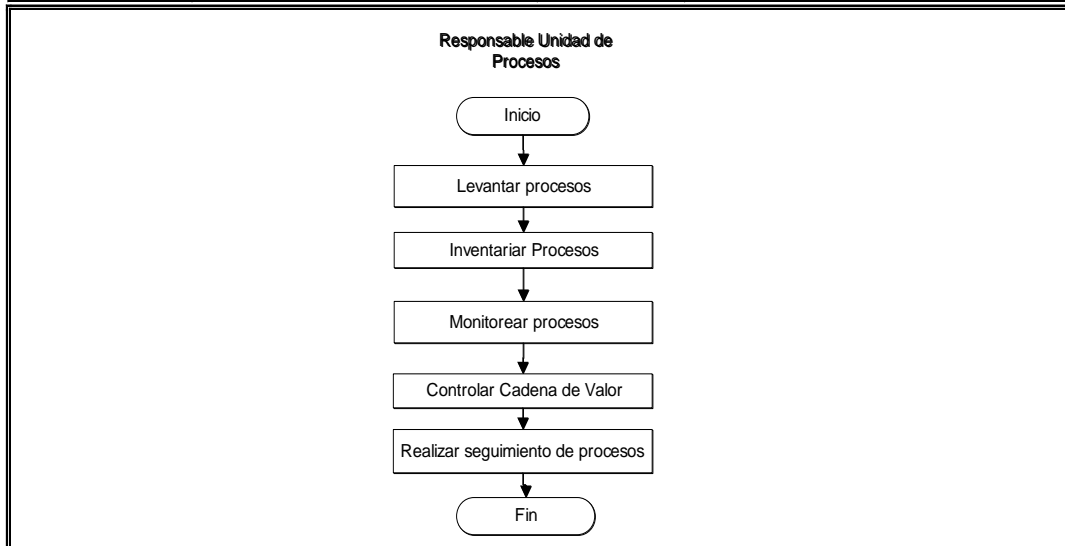 Responsable Unidad de
Procesos
Inicio
Levantar procesos
Inventariar Procesos
Monitorear procesos
Controlar Cadena de Valor
Realizar seguimiento de procesos
Fin